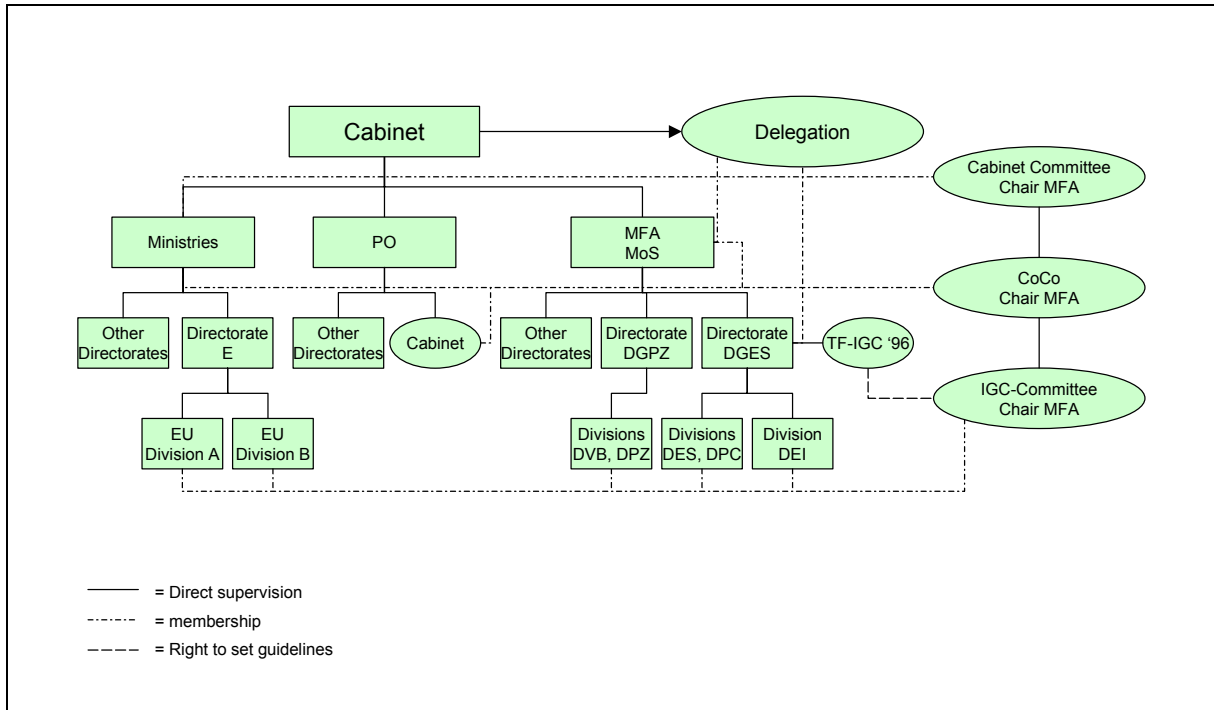 Cabinet
Delegation
Cabinet Committee
Chair MFA
Ministries
PO
MFA
MoS
CoCo
Chair MFA
Other
Directorates
Directorate
E
Other
Directorates
Cabinet
Other
Directorates
Directorate
DGPZ
Directorate
DGES
TF-IGC ‘96
IGC-Committee
Chair MFA
EU
Division A
EU
Division B
Divisions
DVB, DPZ
Divisions
DES, DPC
Division
DEI
= Direct supervision
= membership
= Right to set guidelines